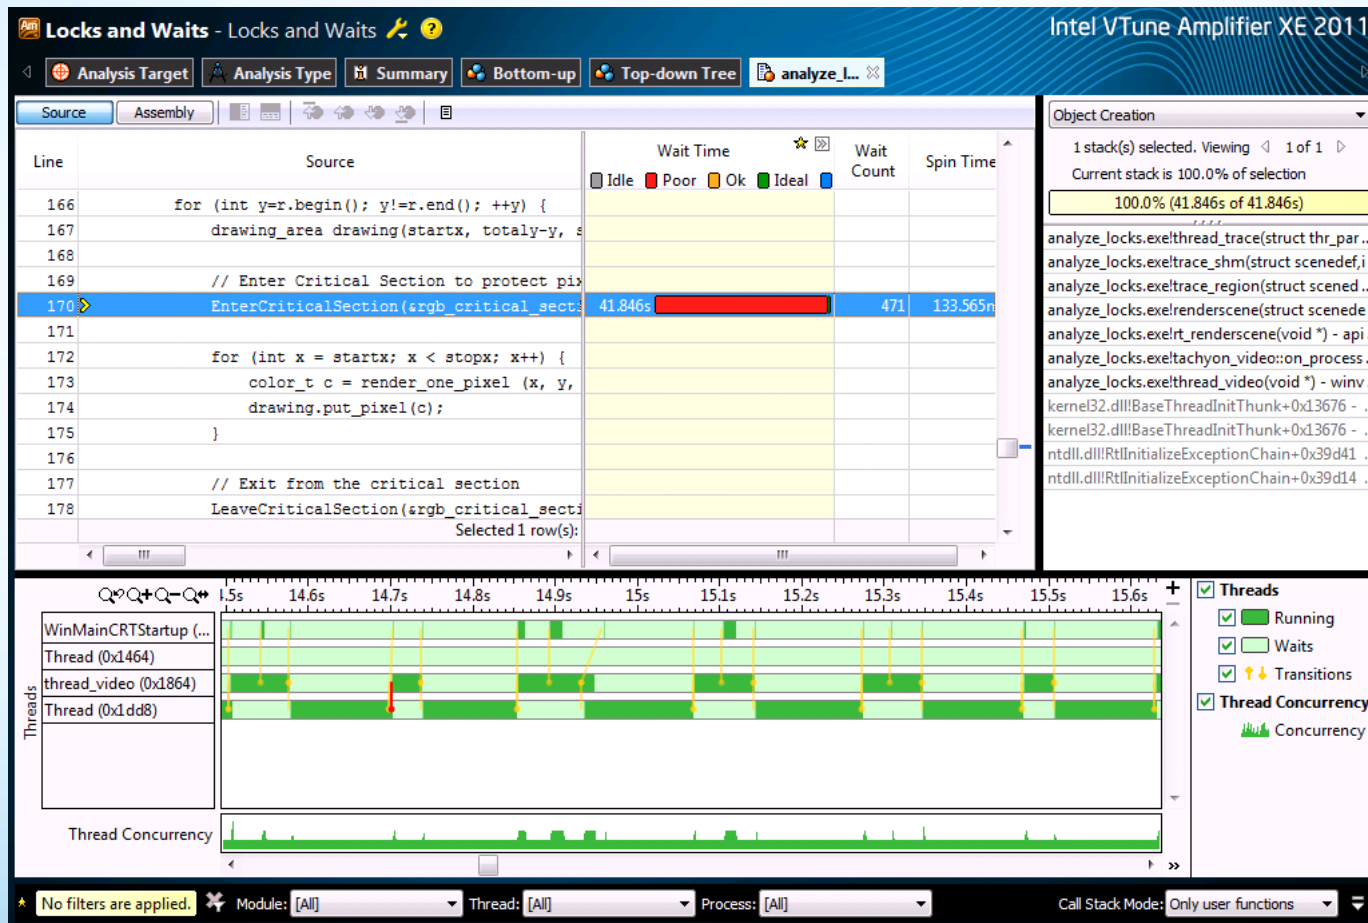 Locks and Waits - Locks and Waits
Intel VTune Amplifier XE 2011
Analysis Target Analysis Type Summary Bottom-up Top-down Tree analyze_l...
Source Assembly
Line Source Wait Time Wait Count Spin Time
Idle Poor Ok Ideal
166 for (int y=r.begin(); y!=r.end(); ++y) {
167 drawing_area drawing(startx, totaly-y, s
168
169 // Enter Critical Section to protect pix
170 EnterCriticalSection(&rgb_critical_secti 41.846s 471 133.565m
171
172 for (int x = startx; x < stopx; x++) {
173 color_t c = render_one_pixel (x, y,
174 drawing.put_pixel(c);
175 }
176
177 // Exit from the critical section
178 LeaveCriticalSection(&rgb_critical_secti
Selected 1 row(s):
Object Creation
1 stack(s) selected. Viewing 1 of 1
Current stack is 100.0% of selection
100.0% (41.846s of 41.846s)
analyze_locks.exe!thread_trace(struct thr_par...
analyze_locks.exe!trace_shm(struct scenedef,i
analyze_locks.exe!trace_region(struct scened...
analyze_locks.exe!renderscene(struct scenede
analyze_locks.exe!rt_renderscene(void *) - api...
analyze_locks.exe!tachyon_video::on_process...
analyze_locks.exe!thread_video(void *) - winv...
kernel32.dll!BaseThreadInitThunk+0x13676 - ...
kernel32.dll!BaseThreadInitThunk+0x13676 - ...
ntdll.dll!RtlInitializeExceptionChain+0x39d41 ...
ntdll.dll!RtlInitializeExceptionChain+0x39d14 ...
14.6s 14.7s 14.8s 14.9s 15s 15.1s 15.2s 15.3s 15.4s 15.5s 15.6s
WinMainCRTStartup (...
Thread (0x1464)
thread_video (0x1864)
Thread (0x1dd8)
Threads
Thread Concurrency
Threads
Running
Waits
Transitions
Thread Concurrency
Concurrency
No filters are applied. Module: [All] Thread: [All] Process: [All] Call Stack Mode: Only user functions